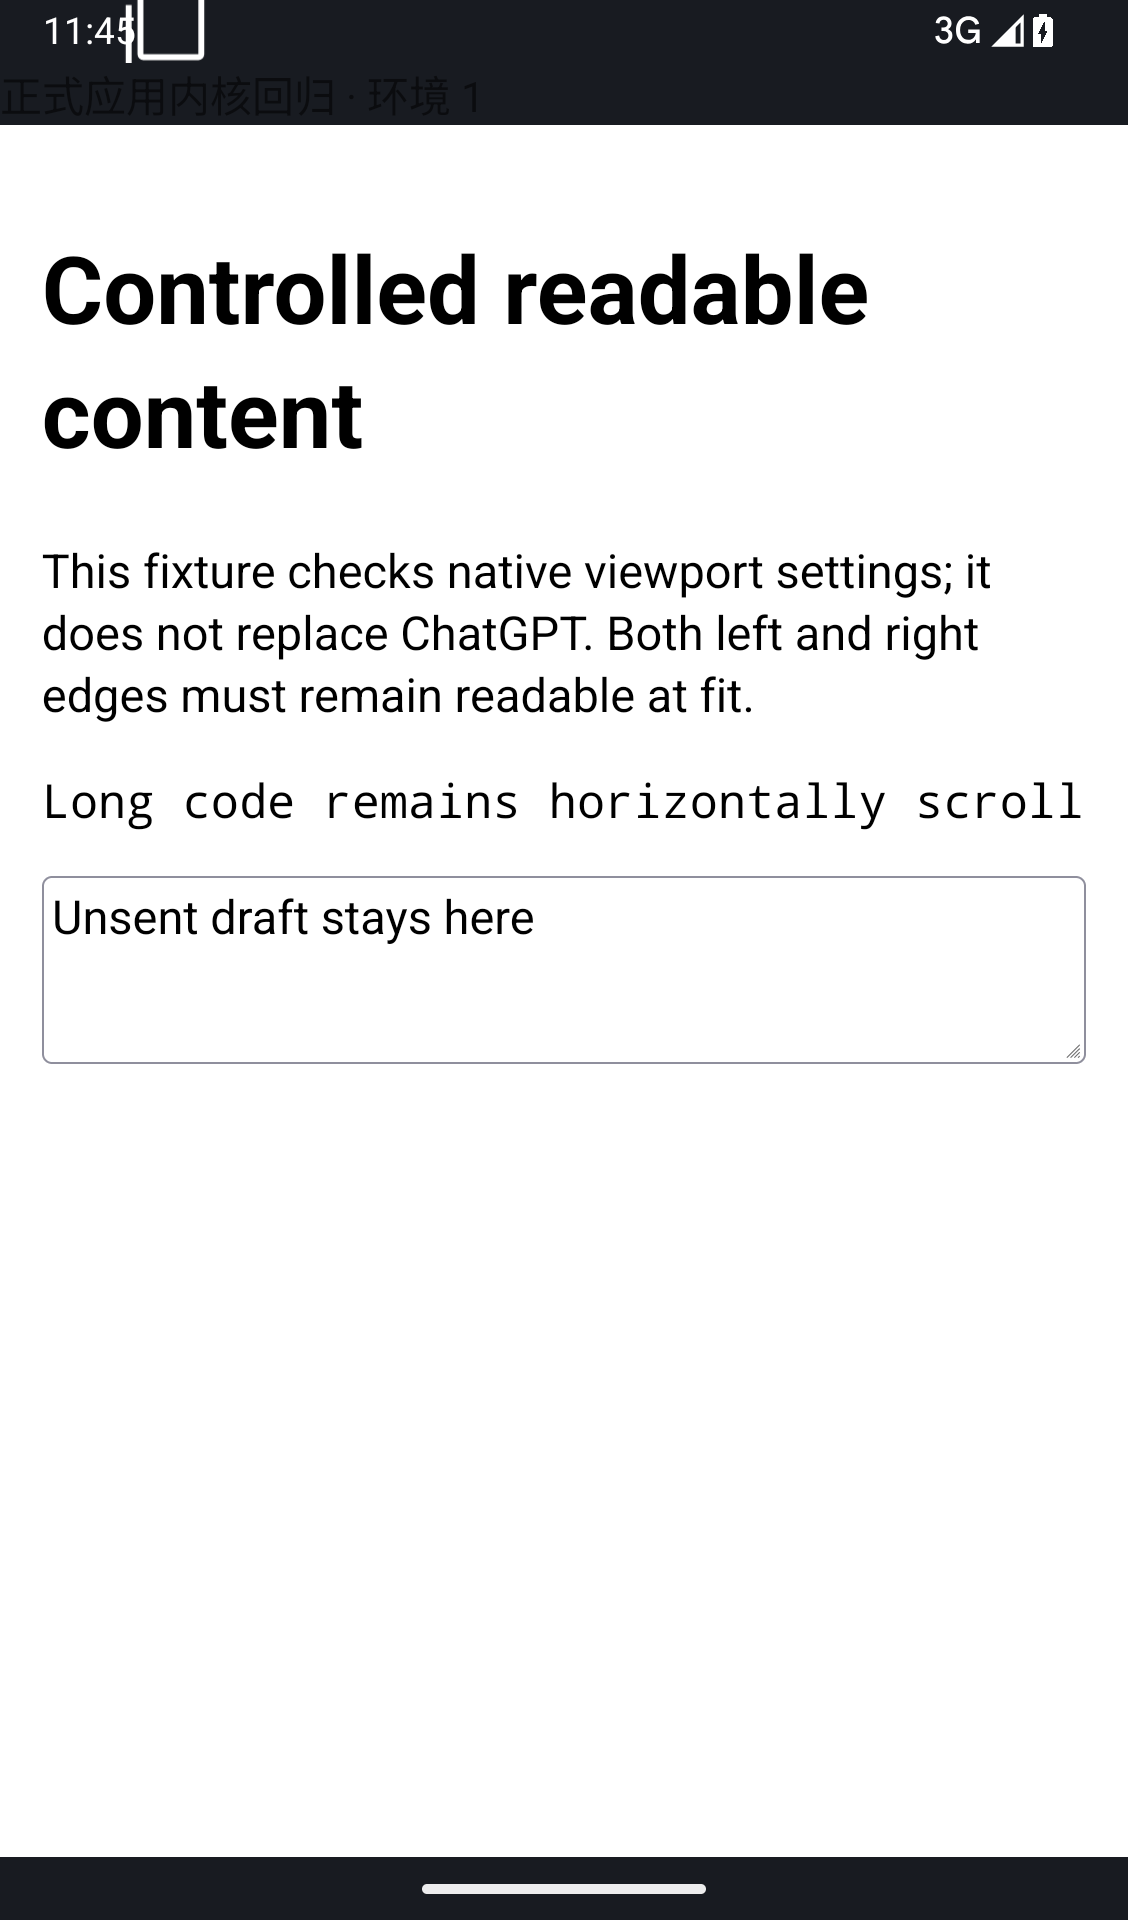 11:45
3G
正式应用内核回归 · 环境 1
Controlled readable
content
This fixture checks native viewport settings; it
does not replace ChatGPT. Both left and right
edges must remain readable at fit.
Long code remains horizontally scroll
Unsent draft stays here